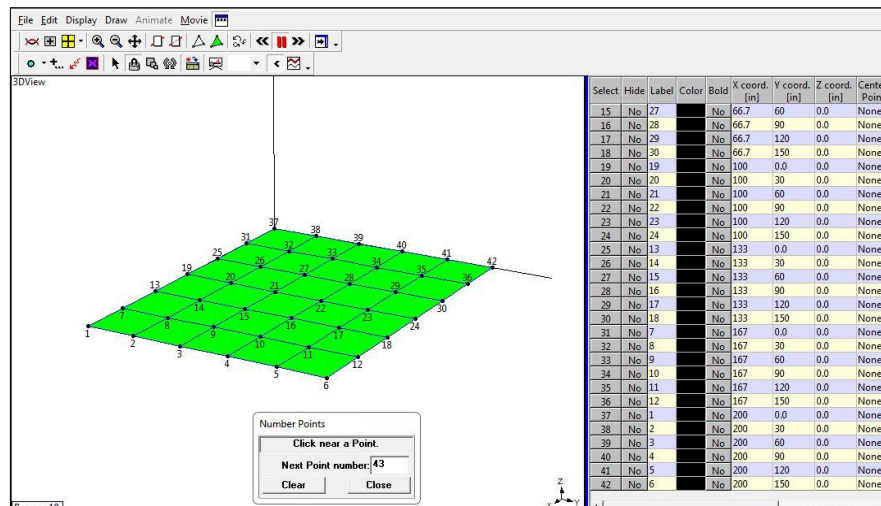 File Edit Display Draw Animate Movie
3DView
37
38
31
39
32
40
25
33
41
26
34
42
19
27
35
20
28
36
13
21
29
14
22
30
7
15
23
8
16
24
1
9
17
2
10
18
3
11
4
12
5
6
Number Points
Click near a Point.
Next Point number: 43
Clear Close
Z
Y
Select Hide Label Color Bold X coord. [in] Y coord. [in] Z coord. [in]
15 No 27 No 66.7 60 0.0 None
16 No 28 No 66.7 90 0.0 None
17 No 29 No 66.7 120 0.0 None
18 No 30 No 66.7 150 0.0 None
19 No 19 No 100 0.0 0.0 None
20 No 20 No 100 30 0.0 None
21 No 21 No 100 60 0.0 None
22 No 22 No 100 90 0.0 None
23 No 23 No 100 120 0.0 None
24 No 24 No 100 150 0.0 None
25 No 13 No 133 0.0 0.0 None
26 No 14 No 133 30 0.0 None
27 No 15 No 133 60 0.0 None
28 No 16 No 133 90 0.0 None
29 No 17 No 133 120 0.0 None
30 No 18 No 133 150 0.0 None
31 No 7 No 167 0.0 0.0 None
32 No 8 No 167 30 0.0 None
33 No 9 No 167 60 0.0 None
34 No 10 No 167 90 0.0 None
35 No 11 No 167 120 0.0 None
36 No 12 No 167 150 0.0 None
37 No 1 No 200 0.0 0.0 None
38 No 2 No 200 30 0.0 None
39 No 3 No 200 60 0.0 None
40 No 4 No 200 90 0.0 None
41 No 5 No 200 120 0.0 None
42 No 6 No 200 150 0.0 None